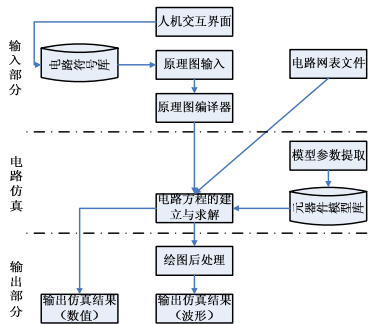 人机交互界面
输入部分
电路符号库
原理图输入
电路网表文件
原理图编译器
电路仿真
模型参数提取
电路方程的建
立与求解
元器件模型库
输出部分
绘图后处理
输出仿真结果
（数值）
输出仿真结果
（波形）